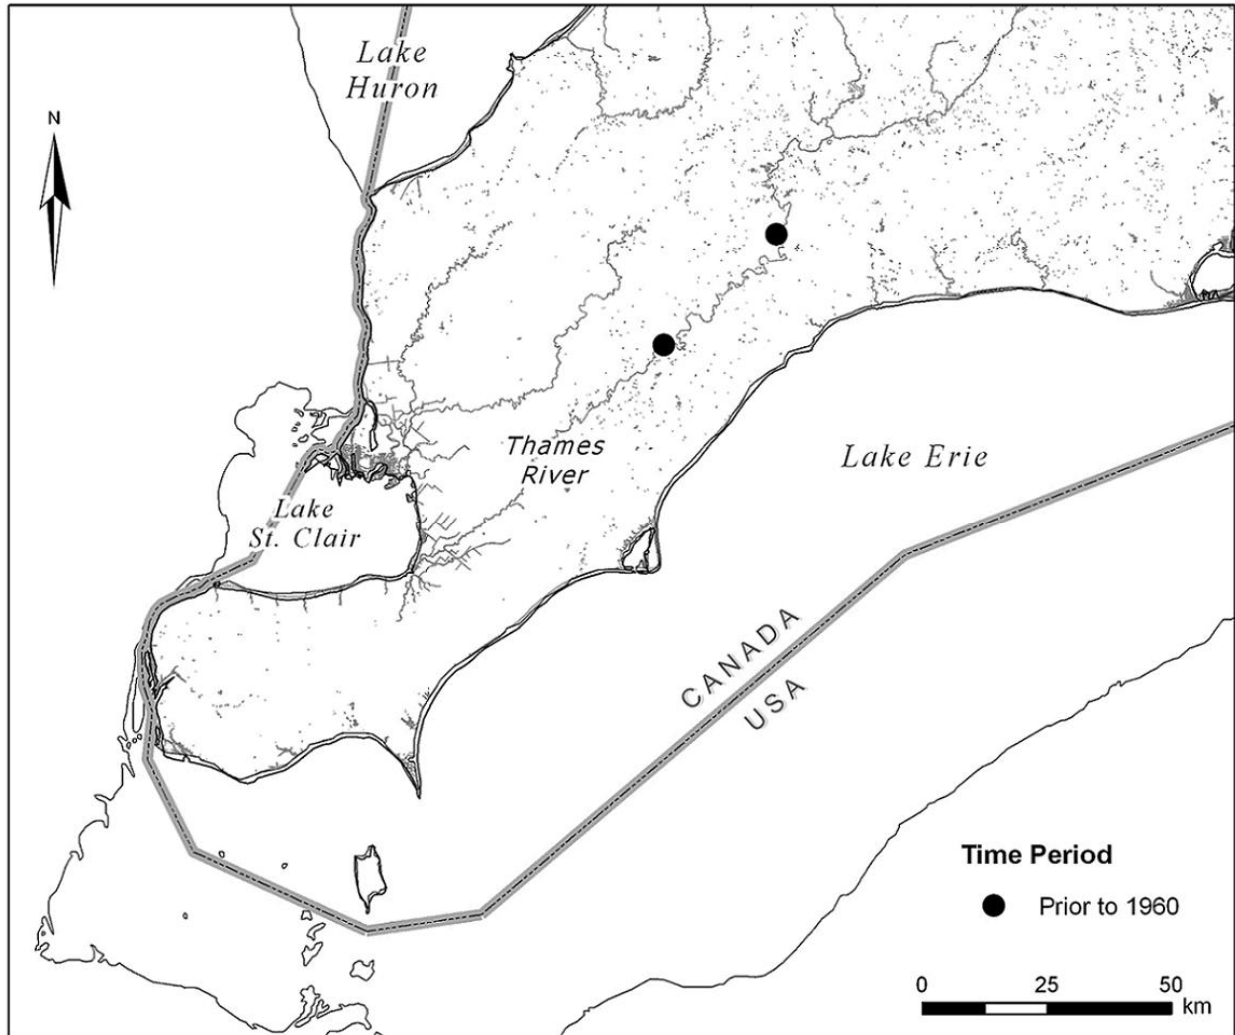 Lake
Huron
N
Thames
River
Lake Erie
Lake
St. Clair
CANADA
USA
Time Period
Prior to 1960
0 25 50
km